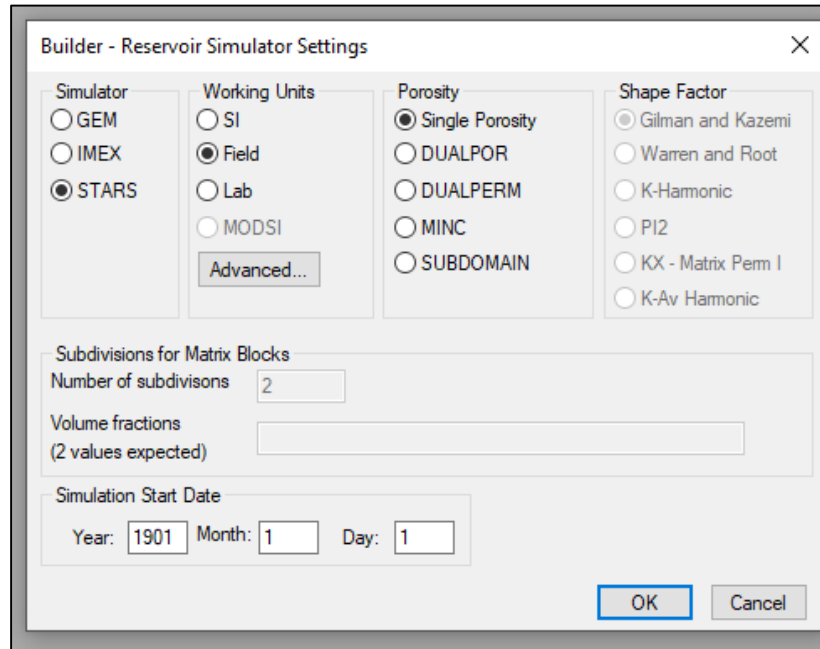 Builder - Reservoir Simulator Settings
Simulator
GEM
IMEX
STARS
Working Units
SI
Field
Lab
MODSI
Advanced...
Porosity
Single Porosity
DUALPOR
DUALPERM
MINC
SUBDOMAIN
Shape Factor
Gilman and Kazemi
Warren and Root
K-Harmonic
PI2
KX - Matrix Perm I
K-Av Harmonic
Subdivisions for Matrix Blocks
Number of subdivisons 2
Volume fractions
(2 values expected)
Simulation Start Date
Year: 1901 Month: 1 Day: 1
OK Cancel